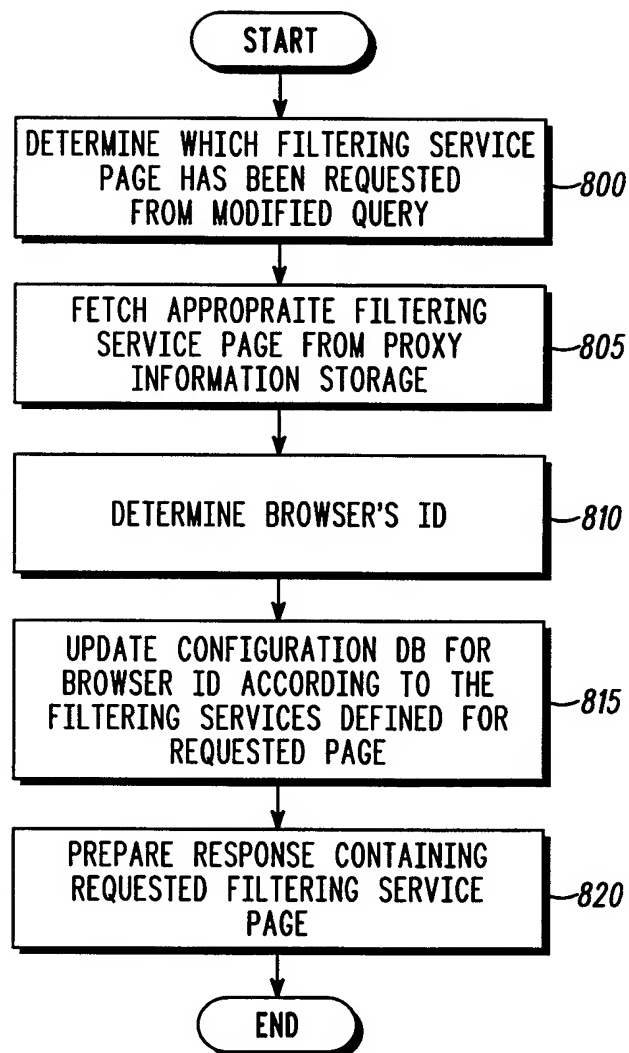 START
DETERMINE WHICH FILTERING SERVICE
PAGE HAS BEEN REQUESTED
FROM MODIFIED QUERY
800
FETCH APPROPRAITE FILTERING
SERVICE PAGE FROM PROXY
INFORMATION STORAGE
805
DETERMINE BROWSER'S ID
810
UPDATE CONFIGURATION DB FOR
BROWSER ID ACCORDING TO THE
FILTERING SERVICES DEFINED FOR
REQUESTED PAGE
815
PREPARE RESPONSE CONTAINING
REQUESTED FILTERING SERVICE
PAGE
820
END